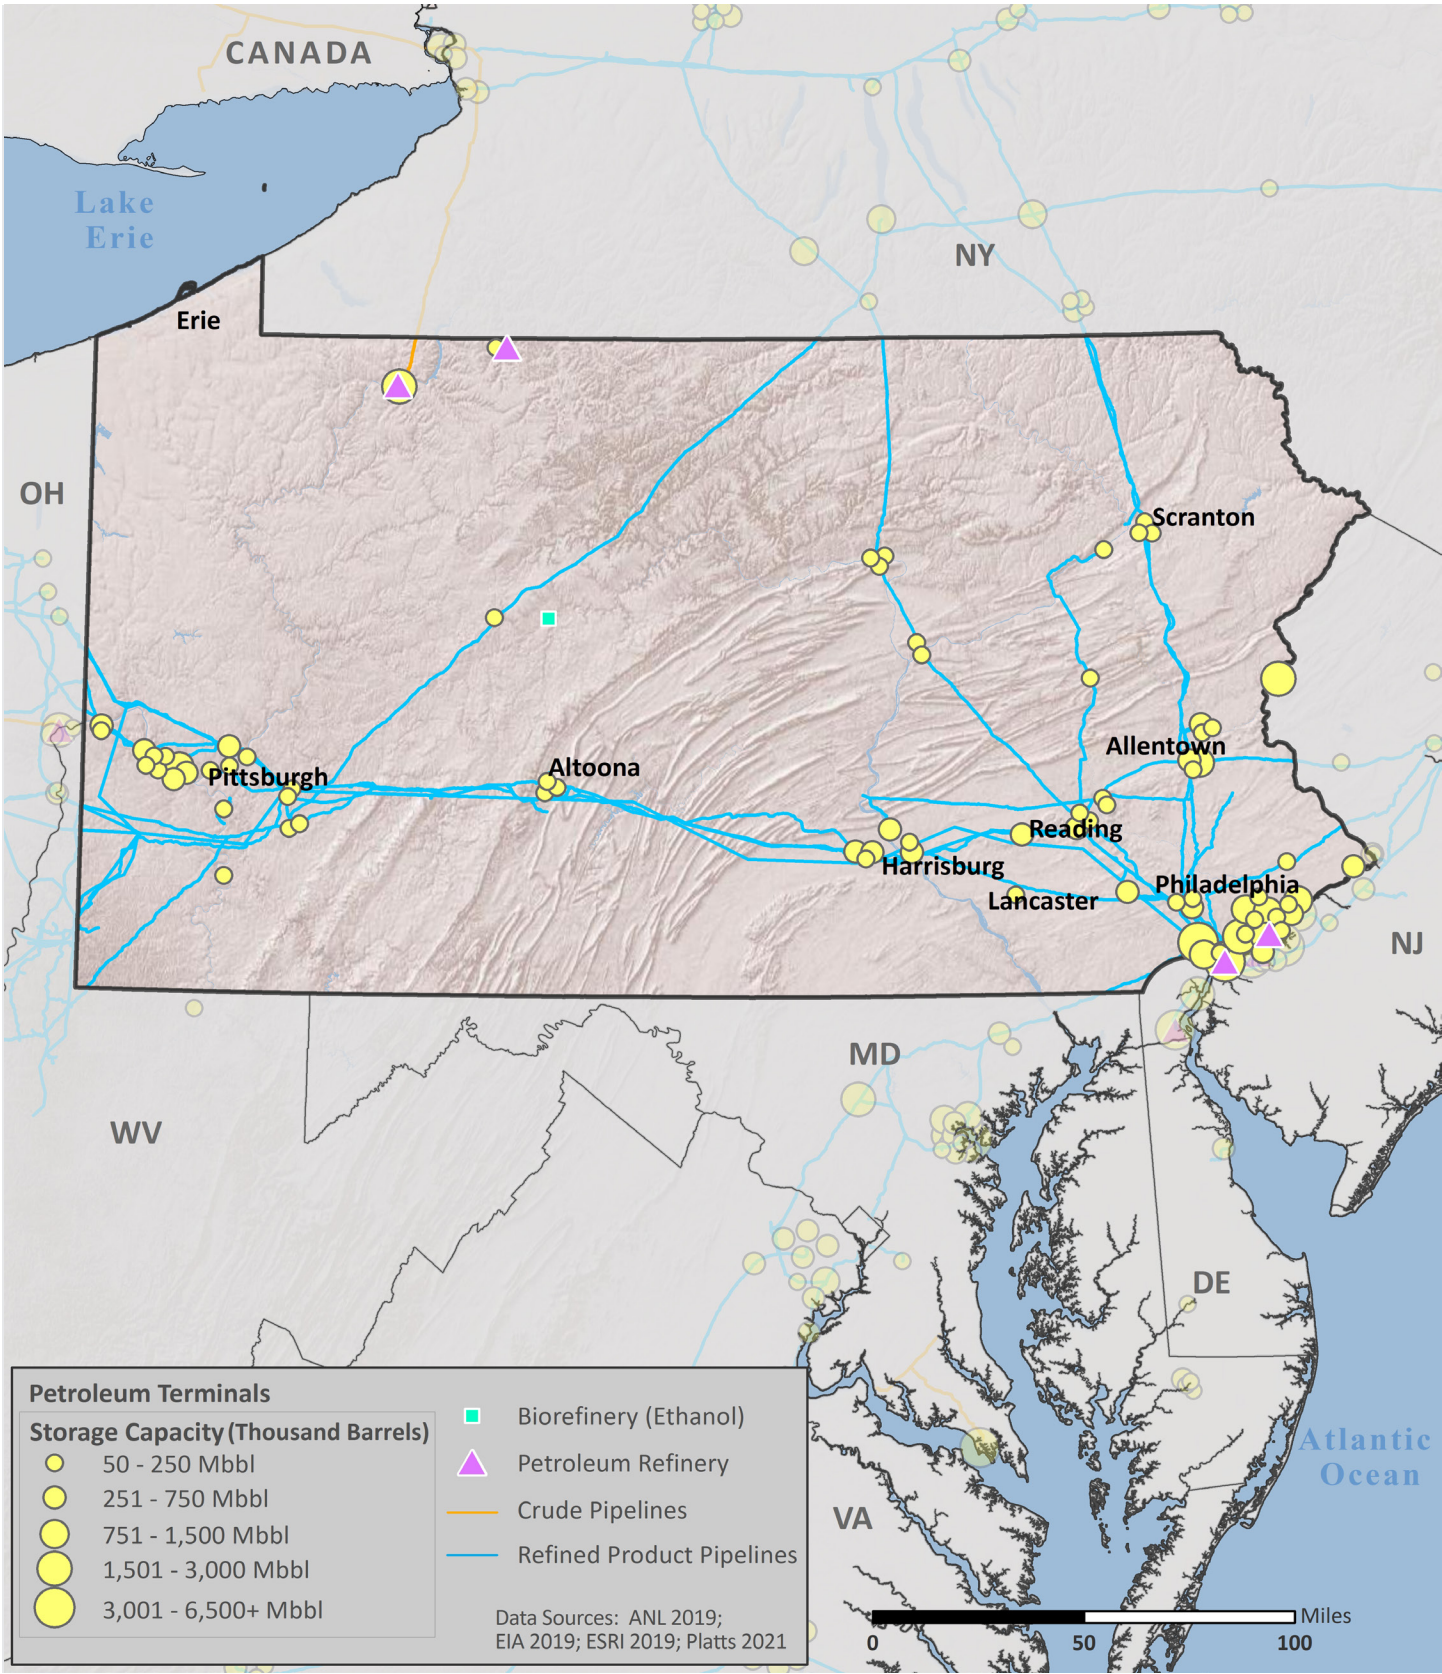 CANADA
Lake
Erie
NY
Erie
OH
Scranton
Allentown
Altoona
Pittsburgh
Reading
Harrisburg
Philadelphia
Lancaster
NJ
MD
WV
DE
Atlantic
Ocean
VA
Petroleum Terminals
Storage Capacity (Thousand Barrels)
50 - 250 Mbbl
251 - 750 Mbbl
751 - 1,500 Mbbl
1,501 - 3,000 Mbbl
3,001 - 6,500+ Mbbl
Biorefinery (Ethanol)
Petroleum Refinery
Crude Pipelines
Refined Product Pipelines
Data Sources: ANL 2019;
EIA 2019; ESRI 2019; Platts 2021
Miles
0 50 100